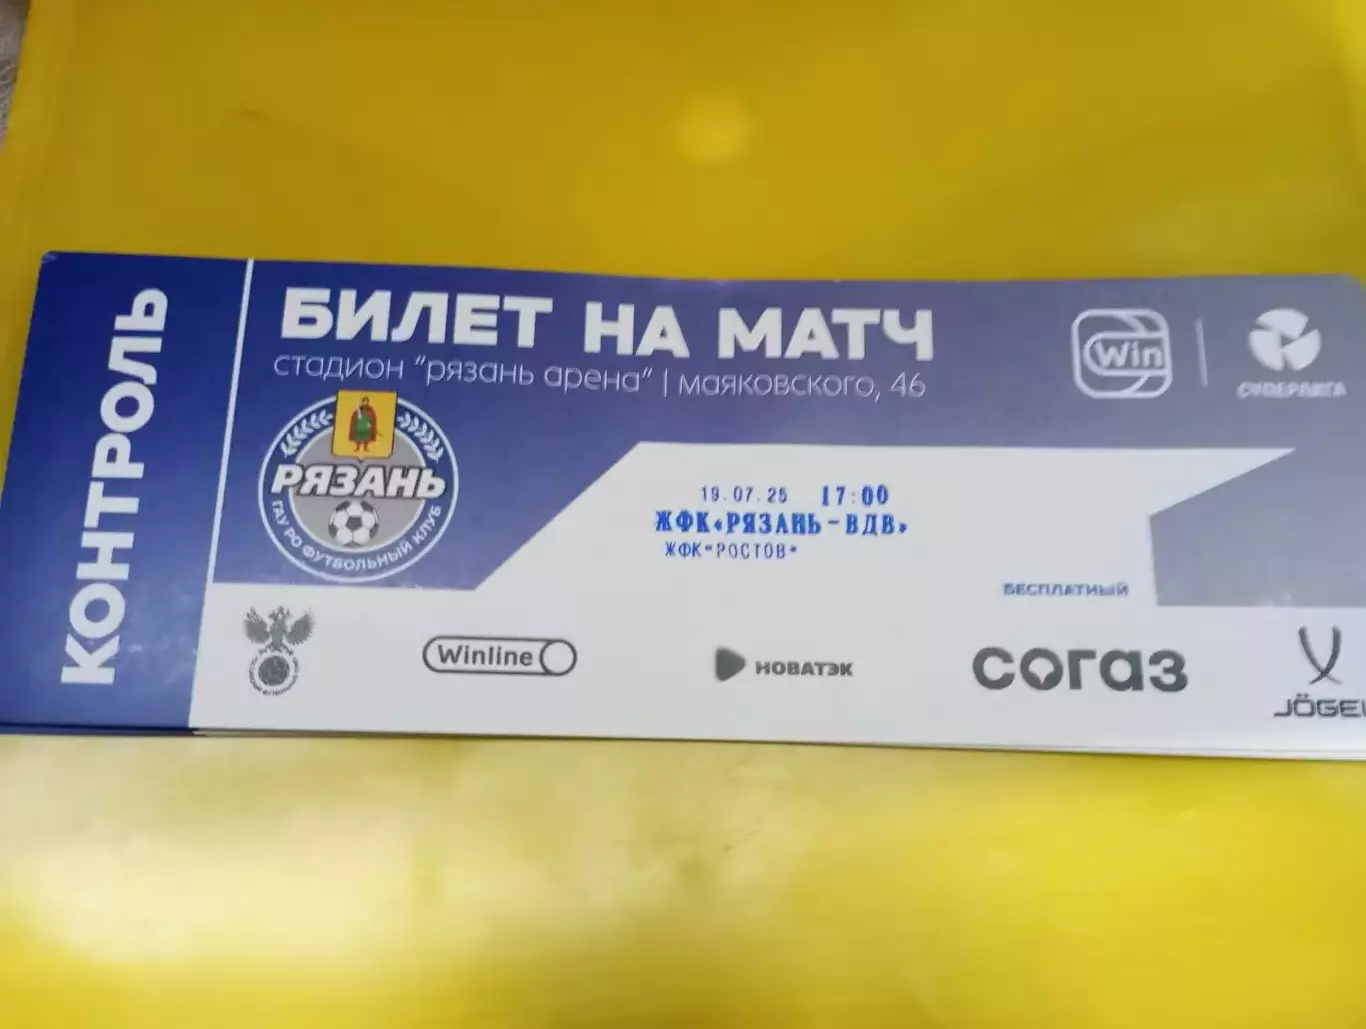 КОНТРОЛЬ
БИЛЕТ НА МАТЧ
стадион "рязань арена" | маяковского, 46
Win
СУПЕРЛИГА
РЯЗАНЬ
ГАУ РО ФУТБОЛЬНЫЙ КЛУБ
19.07.25 17:00
ЖФК«РЯЗАНЬ-ВДВ»
ЖФК«РОСТОВ»
БЕСПЛАТНЫЙ
Winline
НОВАТЭК
согаз
JÖGEL